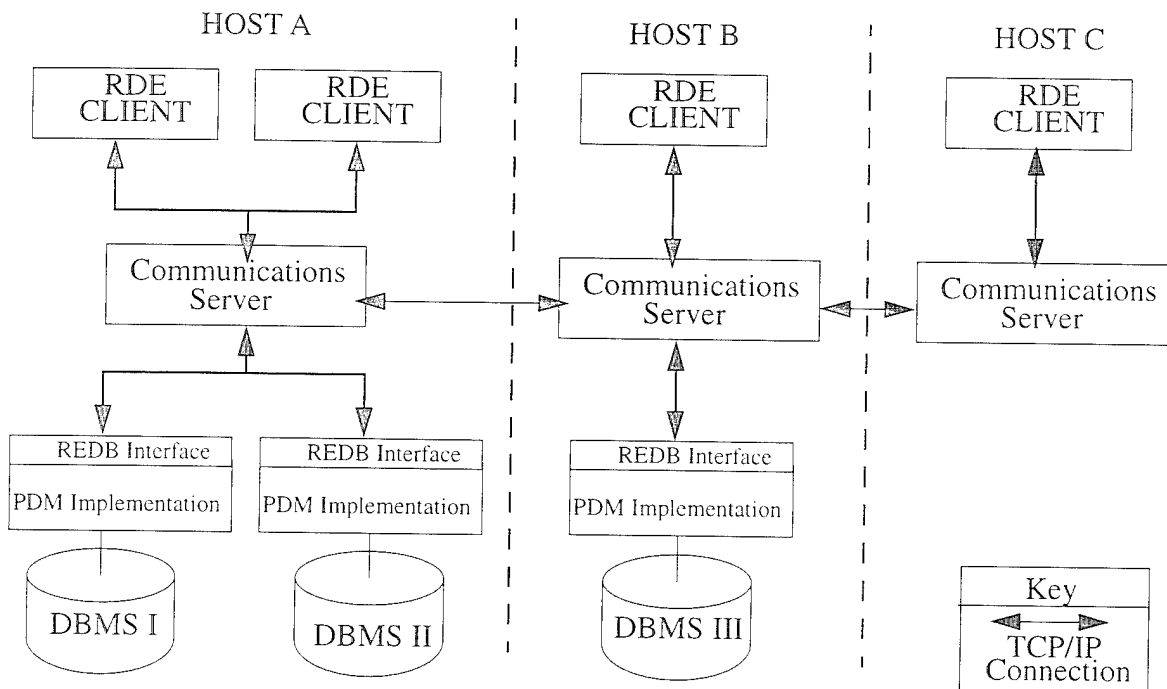 HOST A
HOST B
HOST C
RDE
CLIENT
RDE
CLIENT
RDE
CLIENT
RDE
CLIENT
Communications
Server
Communications
Server
Communications
Server
REDB Interface
PDM Implementation
REDB Interface
PDM Implementation
REDB Interface
PDM Implementation
DBMS I
DBMS II
DBMS III
Key
TCP/IP
Connection